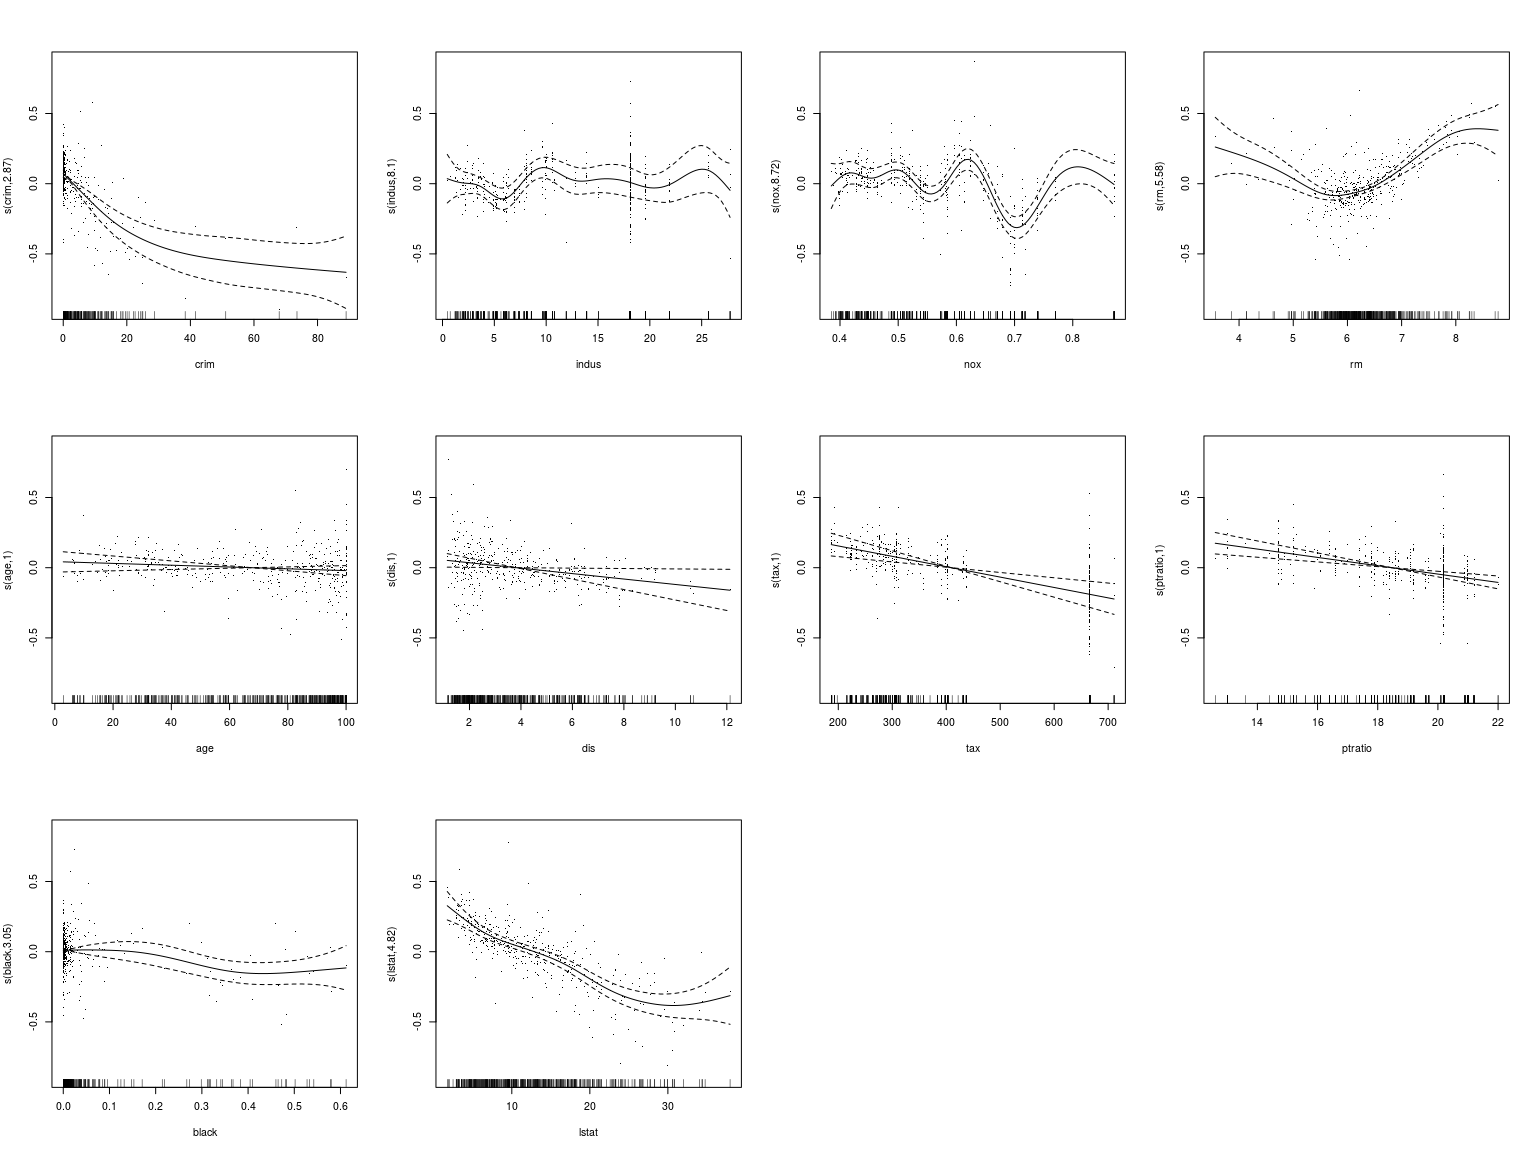 s(crim,2.87)
-0.5 0.0 0.5
0 20 40 60 80
crim
s(indus,8.1)
-0.5 0.0 0.5
0 5 10 15 20 25
indus
s(nox,8.72)
-0.5 0.0 0.5
0.4 0.5 0.6 0.7 0.8
nox
s(rm,5.58)
-0.5 0.0 0.5
4 5 6 7 8
rm
s(age,1)
-0.5 0.0 0.5
0 20 40 60 80 100
age
s(dis,1)
-0.5 0.0 0.5
2 4 6 8 10 12
dis
s(tax,1)
-0.5 0.0 0.5
200 300 400 500 600 700
tax
s(ptratio,1)
-0.5 0.0 0.5
14 16 18 20 22
ptratio
s(black,3.05)
-0.5 0.0 0.5
0.0 0.1 0.2 0.3 0.4 0.5 0.6
black
s(lstat,4.82)
-0.5 0.0 0.5
10 20 30
lstat